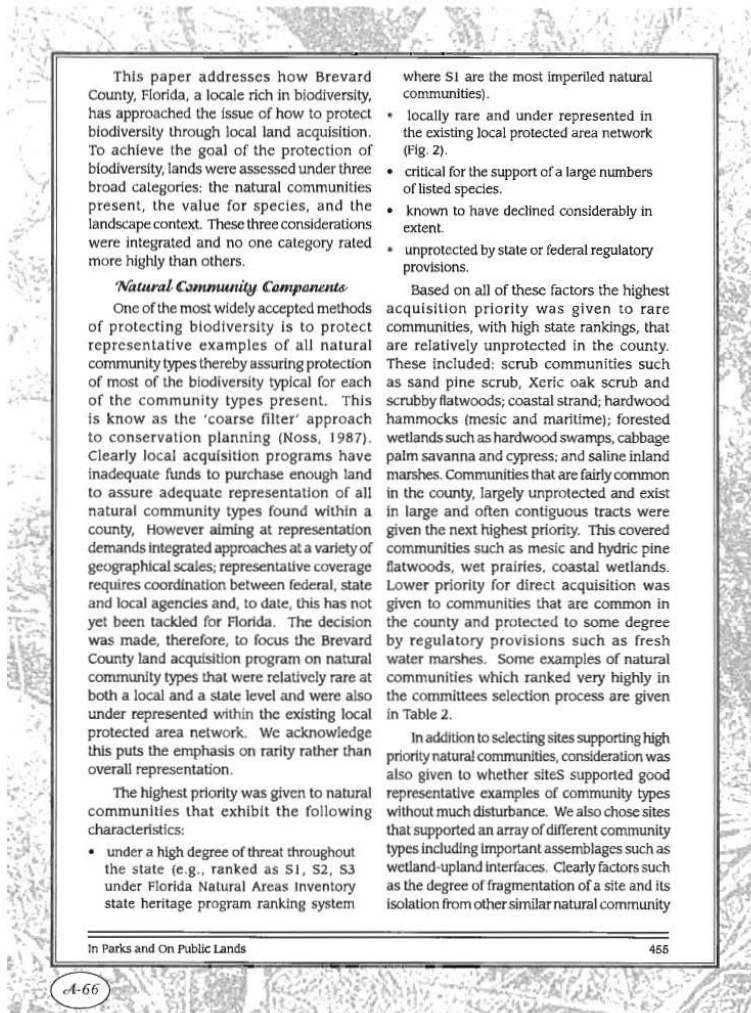 This paper addresses how Brevard
County, Florida, a locale rich in biodiversity,
has approached the issue of how to protect
biodiversity through local land acquisition.
To achieve the goal of the protection of
biodiversity, lands were assessed under three
broad categories: the natural communities
present, the value for species, and the
landscape context. These three considerations
were integrated and no one category rated
more highly than others.
Natural Community Components
One of the most widely accepted methods
of protecting biodiversity is to protect
representative examples of all natural
community types thereby assuring protection
of most of the biodiversity typical for each
of the community types present. This
is know as the 'coarse filter' approach
to conservation planning (Noss, 1987).
Clearly local acquisition programs have
inadequate funds to purchase enough land
to assure adequate representation of all
natural community types found within a
county, However aiming at representation
demands integrated approaches at a variety of
geographical scales; representative coverage
requires coordination between federal, state
and local agencies and, to date, this has not
yet been tackled for Florida. The decision
was made, therefore, to focus the Brevard
County land acquisition program on natural
community types that were relatively rare at
both a local and a state level and were also
under represented within the existing local
protected area network. We acknowledge
this puts the emphasis on rarity rather than
overall representation.
The highest priority was given to natural
communities that exhibit the following
characteristics:
• under a high degree of threat throughout
the state (e.g., ranked as S1, S2, S3
under Florida Natural Areas Inventory
state heritage program ranking system
where S1 are the most imperiled natural
communities).
• locally rare and under represented in
the existing local protected area network
(Fig. 2).
• critical for the support of a large numbers
of listed species.
• known to have declined considerably in
extent.
• unprotected by state or federal regulatory
provisions.
Based on all of these factors the highest
acquisition priority was given to rare
communities, with high state rankings, that
are relatively unprotected in the county.
These included: scrub communities such
as sand pine scrub, Xeric oak scrub and
scrubby flatwoods; coastal strand; hardwood
hammocks (mesic and maritime); forested
wetlands such as hardwood swamps, cabbage
palm savanna and cypress; and saline inland
marshes. Communities that are fairly common
in the county, largely unprotected and exist
in large and often contiguous tracts were
given the next highest priority. This covered
communities such as mesic and hydric pine
flatwoods, wet prairies, coastal wetlands.
Lower priority for direct acquisition was
given to communities that are common in
the county and protected to some degree
by regulatory provisions such as fresh
water marshes. Some examples of natural
communities which ranked very highly in
the committees selection process are given
in Table 2.
In addition to selecting sites supporting high
priority natural communities, consideration was
also given to whether siteS supported good
representative examples of community types
without much disturbance. We also chose sites
that supported an array of different community
types including important assemblages such as
wetland-upland interfaces. Clearly factors such
as the degree of fragmentation of a site and its
isolation from other similar natural community
In Parks and On Public Lands
455
A-66